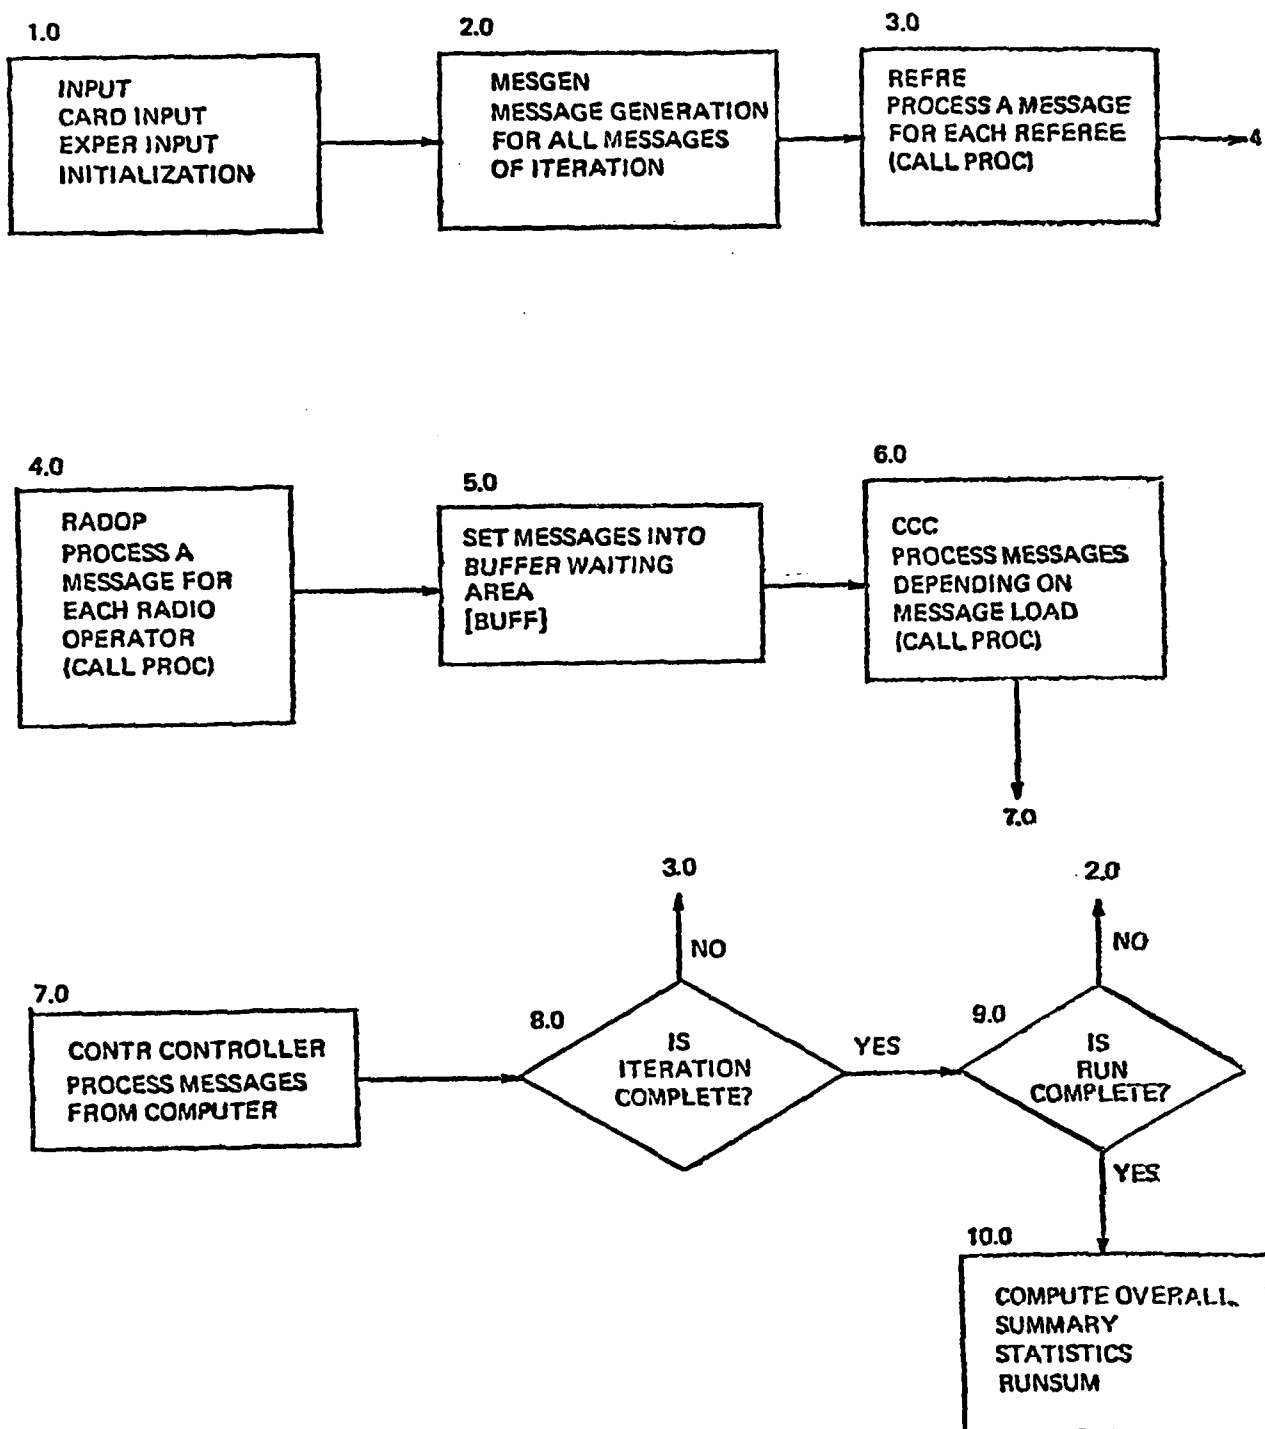 1.0
INPUT
CARD INPUT
EXPER INPUT
INITIALIZATION
2.0
MESGEN
MESSAGE GENERATION
FOR ALL MESSAGES
OF ITERATION
3.0
REFRE
PROCESS A MESSAGE
FOR EACH REFEREE
(CALL PROC)
4
4.0
RADOP
PROCESS A
MESSAGE FOR
EACH RADIO
OPERATOR
(CALL PROC)
5.0
SET MESSAGES INTO
BUFFER WAITING
AREA
[BUFF]
6.0
CCC
PROCESS MESSAGES
DEPENDING ON
MESSAGE LOAD
(CALL PROC)
7.0
7.0
CONTR CONTROLLER
PROCESS MESSAGES
FROM COMPUTER
3.0
NO
8.0
IS
ITERATION
COMPLETE?
YES
2.0
NO
9.0
IS
RUN
COMPLETE?
YES
10.0
COMPUTE OVERALL
SUMMARY
STATISTICS
RUNSUM